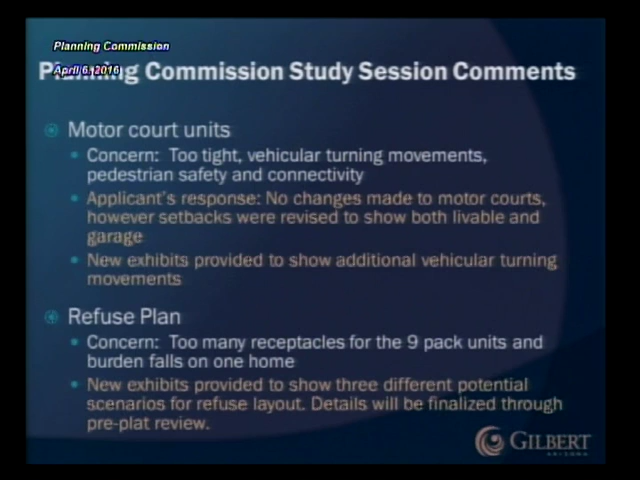 Planning Commission
April 6, 2016
Planning Commission Study Session Comments
Motor court units
Concern: Too tight, vehicular turning movements,
pedestrian safety and connectivity
Applicant's response: No changes made to motor courts,
however setbacks were revised to show both livable and
garage
New exhibits provided to show additional vehicular turning
movements
Refuse Plan
Concern: Too many receptacles for the 9 pack units and
burden falls on one home
New exhibits provided to show three different potential
scenarios for refuse layout. Details will be finalized through
pre-plat review.
GILBERT
ARIZONA